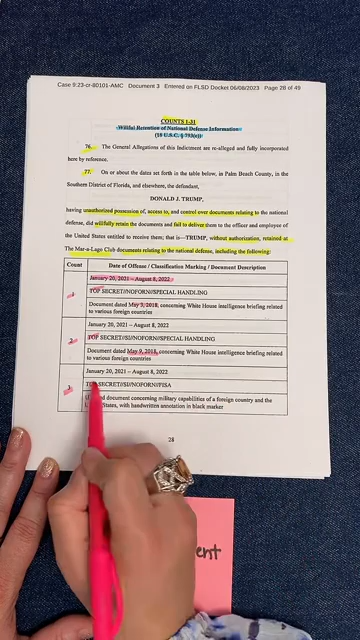 Case 9:23-cr-80101-AMC Document 3 Entered on FLSD Docket 06/08/2023 Page 28 of 49
COUNTS 1-31
Willful Retention of National Defense Information
(18 U.S.C. § 793(e))
76. The General Allegations of this Indictment are re-alleged and fully incorporated
here by reference.
77. On or about the dates set forth in the table below, in Palm Beach County, in the
Southern District of Florida, and elsewhere, the defendant,
DONALD J. TRUMP,
having unauthorized possession of, access to, and control over documents relating to the national
defense, did willfully retain the documents and fail to deliver them to the officer and employee of
the United States entitled to receive them; that is—TRUMP, without authorization, retained at
The Mar-a-Lago Club documents relating to the national defense, including the following:
Count Date of Offense / Classification Marking / Document Description
January 20, 2021 – August 8, 2022
1 TOP SECRET//NOFORN//SPECIAL HANDLING
Document dated May 3, 2018, concerning White House intelligence briefing related
to various foreign countries
January 20, 2021 – August 8, 2022
2 TOP SECRET//SI//NOFORN//SPECIAL HANDLING
Document dated May 9, 2018, concerning White House intelligence briefing related
to various foreign countries
January 20, 2021 – August 8, 2022
3 TOP SECRET//SI//NOFORN//FISA
document concerning military capabilities of a foreign country and the
States, with handwritten annotation in black marker
28